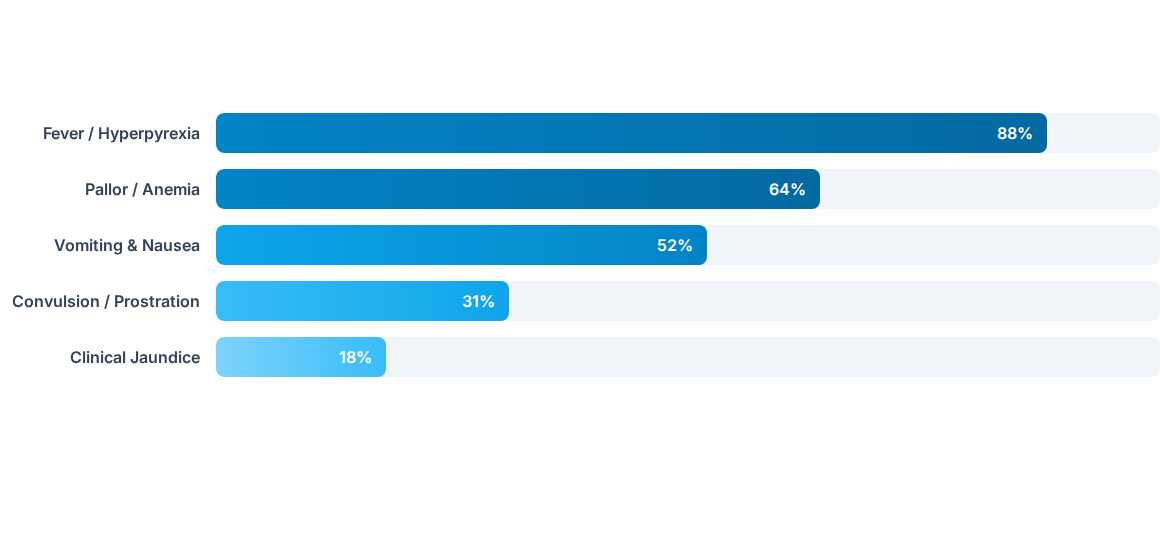 Fever / Hyperpyrexia 88%
Pallor / Anemia 64%
Vomiting & Nausea 52%
Convulsion / Prostration 31%
Clinical Jaundice 18%